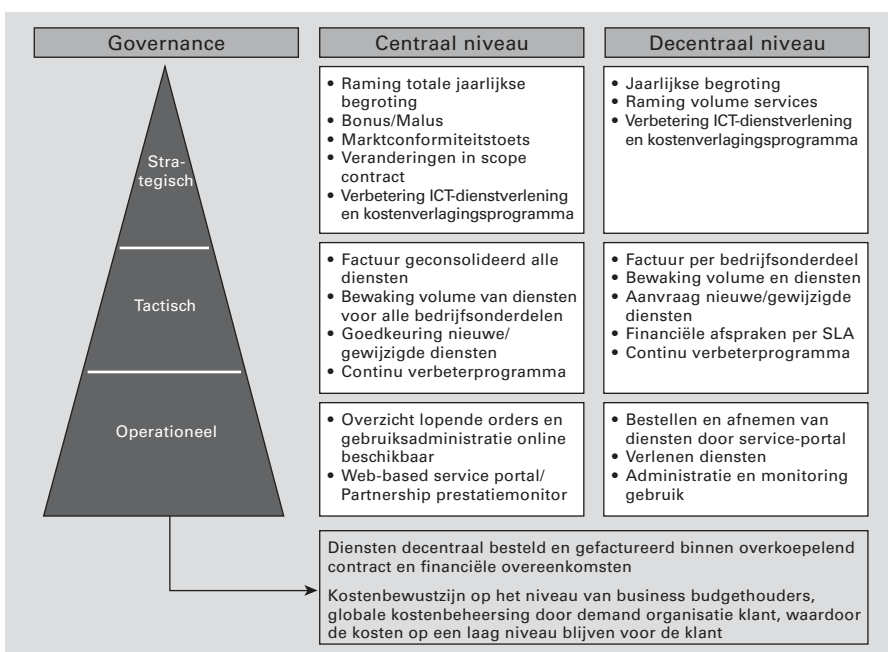 Governance
Centraal niveau
Decentraal niveau
Stra-
tegisch
• Raming totale jaarlijkse
begroting
• Bonus/Malus
• Marktconformiteitstoets
• Veranderingen in scope
contract
• Verbetering ICT-dienstverlening
en kostenverlagingsprogramma
• Jaarlijkse begroting
• Raming volume services
• Verbetering ICT-dienstverlening
en kostenverlagingsprogramma
Tactisch
• Factuur geconsolideerd alle
diensten
• Bewaking volume van diensten
voor alle bedrijfsonderdelen
• Goedkeuring nieuwe/
gewijzigde diensten
• Continu verbeterprogramma
• Factuur per bedrijfsonderdeel
• Bewaking volume en diensten
• Aanvraag nieuwe/gewijzigde
diensten
• Financiële afspraken per SLA
• Continu verbeterprogramma
Operationeel
• Overzicht lopende orders en
gebruiksadministratie online
beschikbaar
• Web-based service portal/
Partnership prestatiemonitor
• Bestellen en afnemen van
diensten door service-portal
• Verlenen diensten
• Administratie en monitoring
gebruik
Diensten decentraal besteld en gefactureerd binnen overkoepelend
contract en financiële overeenkomsten
Kostenbewustzijn op het niveau van business budgethouders,
globale kostenbeheersing door demand organisatie klant, waardoor
de kosten op een laag niveau blijven voor de klant